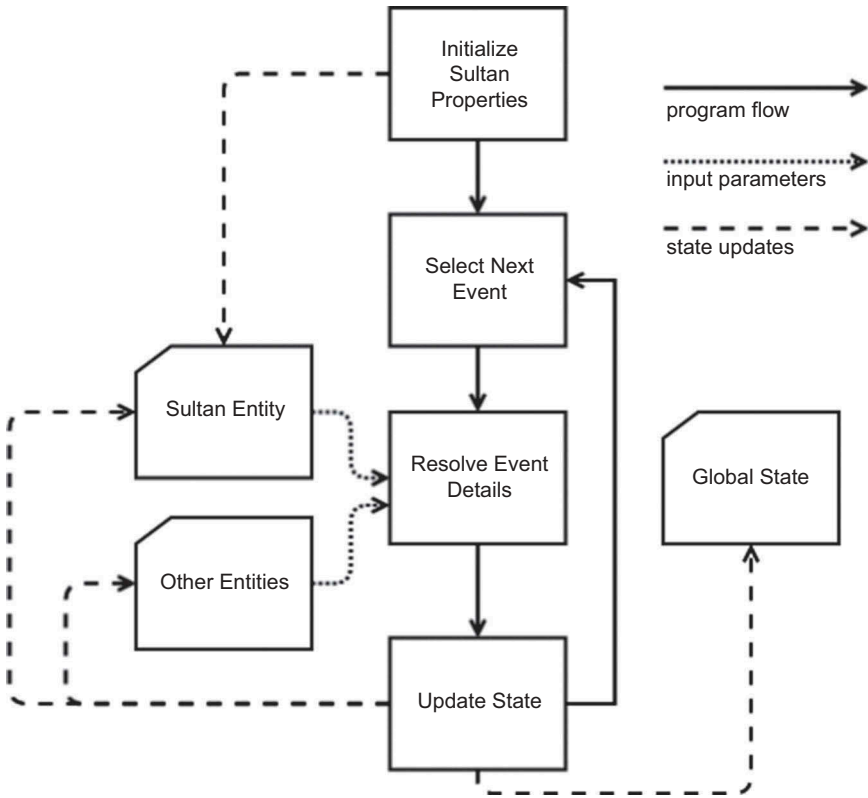 Initialize
Sultan
Properties
program flow
input parameters
state updates
Select Next
Event
Sultan Entity
Resolve Event
Details
Global State
Other Entities
Update State